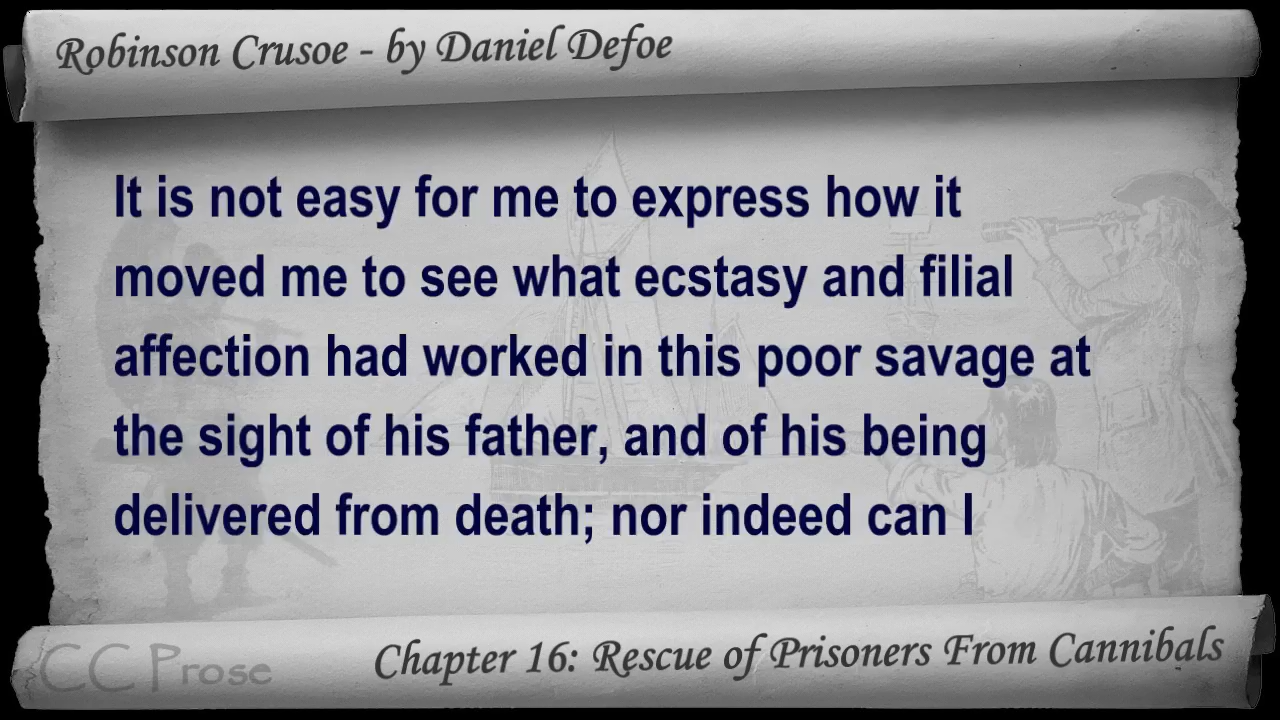 Robinson Crusoe - by Daniel Defoe
It is not easy for me to express how it
moved me to see what ecstasy and filial
affection had worked in this poor savage at
the sight of his father, and of his being
delivered from death; nor indeed can I
CC Prose
Chapter 16: Rescue of Prisoners From Cannibals